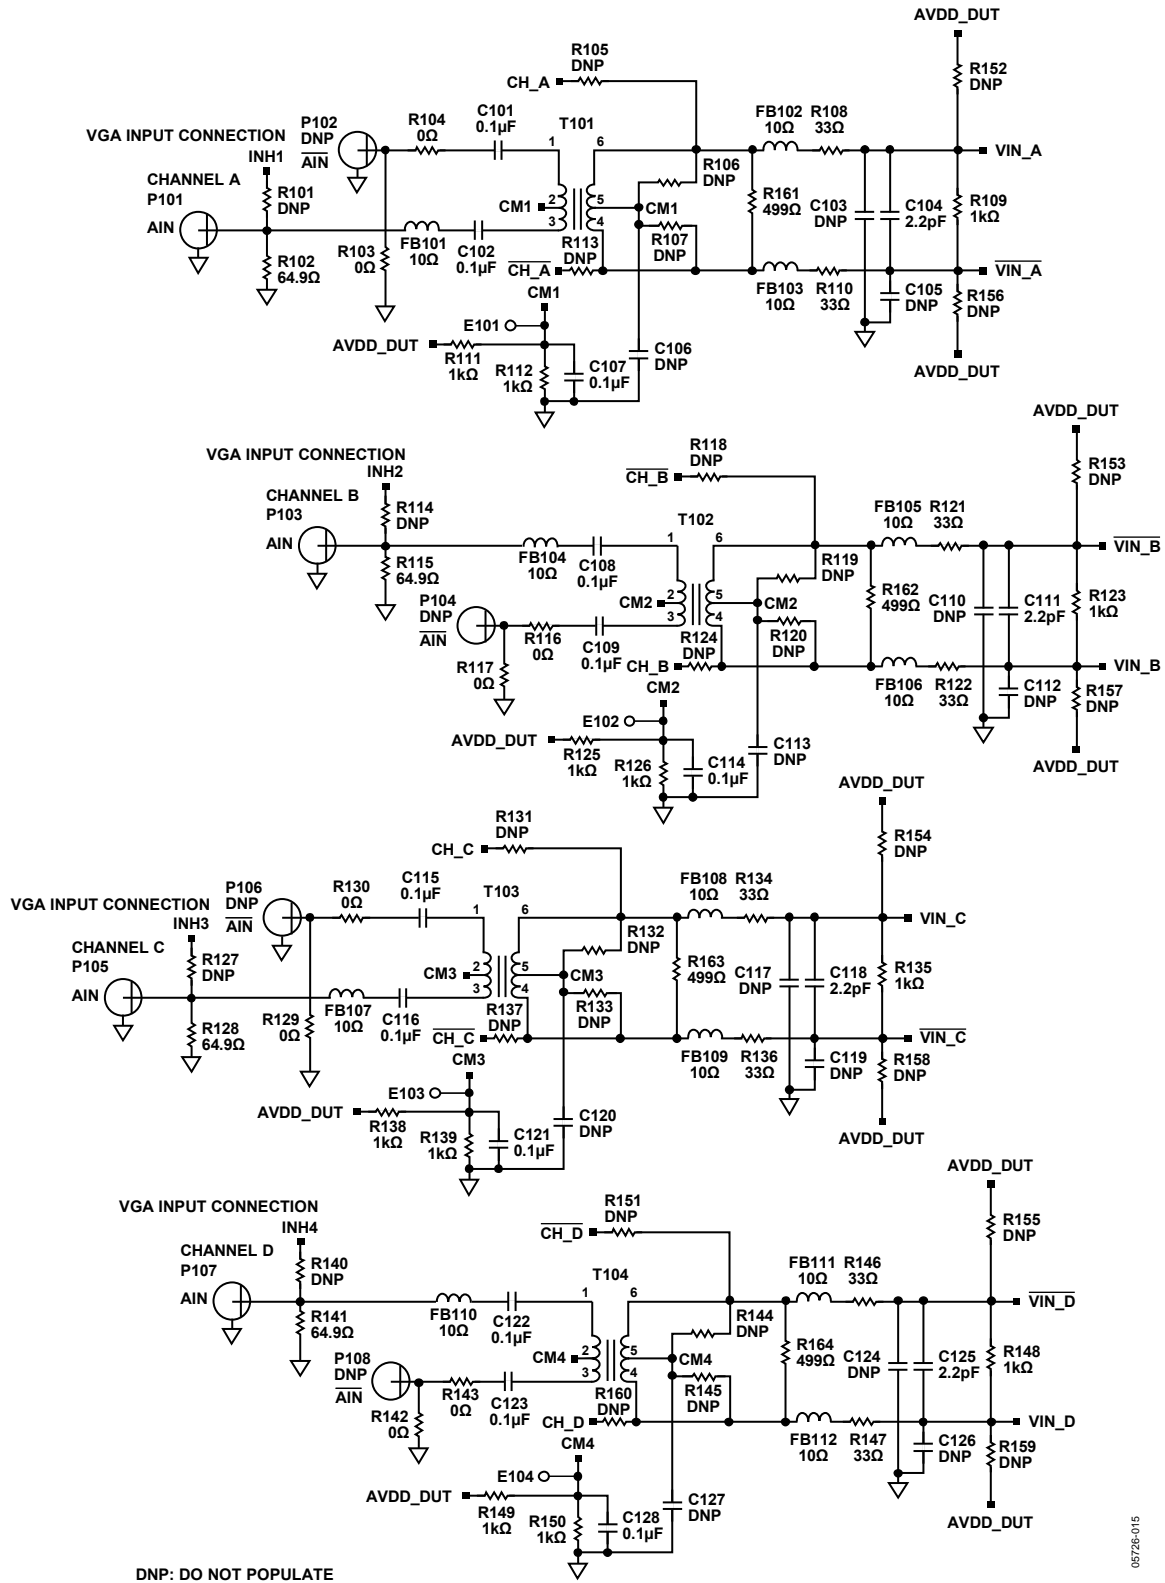 AVDD_DUT
R152
DNP
R105
DNP
CH_A
VGA INPUT CONNECTION
INH1
P102
DNP
AIN
R104
0Ω
C101
0.1µF
T101
1
2
3
6
5
4
FB102
10Ω
R108
33Ω
VIN_A
CHANNEL A
P101
AIN
R101
DNP
R102
64.9Ω
R103
0Ω
FB101
10Ω
C102
0.1µF
CM1
CM1
R106
DNP
R107
DNP
R113
DNP
CH_A
R161
499Ω
C103
DNP
C104
2.2pF
R109
1kΩ
VIN_A
FB103
10Ω
R110
33Ω
C105
DNP
R156
DNP
AVDD_DUT
CM1
E101
AVDD_DUT
R111
1kΩ
R112
1kΩ
C107
0.1µF
C106
DNP
AVDD_DUT
R153
DNP
R118
DNP
CH_B
VGA INPUT CONNECTION
INH2
CHANNEL B
P103
AIN
R114
DNP
R115
64.9Ω
FB104
10Ω
C108
0.1µF
T102
1
2
3
6
5
4
FB105
10Ω
R121
33Ω
VIN_B
P104
DNP
AIN
R116
0Ω
R117
0Ω
C109
0.1µF
CM2
CM2
R119
DNP
R120
DNP
R124
DNP
CH_B
R162
499Ω
C110
DNP
C111
2.2pF
R123
1kΩ
VIN_B
FB106
10Ω
R122
33Ω
C112
DNP
R157
DNP
AVDD_DUT
CM2
E102
AVDD_DUT
R125
1kΩ
R126
1kΩ
C114
0.1µF
C113
DNP
AVDD_DUT
R154
DNP
R131
DNP
CH_C
VGA INPUT CONNECTION
INH3
P106
DNP
AIN
R130
0Ω
C115
0.1µF
T103
1
2
3
6
5
4
FB108
10Ω
R134
33Ω
VIN_C
CHANNEL C
P105
AIN
R127
DNP
R128
64.9Ω
R129
0Ω
FB107
10Ω
C116
0.1µF
CM3
CM3
R132
DNP
R133
DNP
R137
DNP
CH_C
R163
499Ω
C117
DNP
C118
2.2pF
R135
1kΩ
VIN_C
FB109
10Ω
R136
33Ω
C119
DNP
R158
DNP
AVDD_DUT
CM3
E103
AVDD_DUT
R138
1kΩ
R139
1kΩ
C121
0.1µF
C120
DNP
AVDD_DUT
R155
DNP
R151
DNP
CH_D
VGA INPUT CONNECTION
INH4
CHANNEL D
P107
AIN
R140
DNP
R141
64.9Ω
FB110
10Ω
C122
0.1µF
T104
1
2
3
6
5
4
FB111
10Ω
R146
33Ω
VIN_D
P108
DNP
AIN
R143
0Ω
R142
0Ω
C123
0.1µF
CM4
CM4
R144
DNP
R145
DNP
R160
DNP
CH_D
R164
499Ω
C124
DNP
C125
2.2pF
R148
1kΩ
VIN_D
FB112
10Ω
R147
33Ω
C126
DNP
R159
DNP
AVDD_DUT
CM4
E104
AVDD_DUT
R149
1kΩ
R150
1kΩ
C128
0.1µF
C127
DNP
DNP: DO NOT POPULATE
05726-015